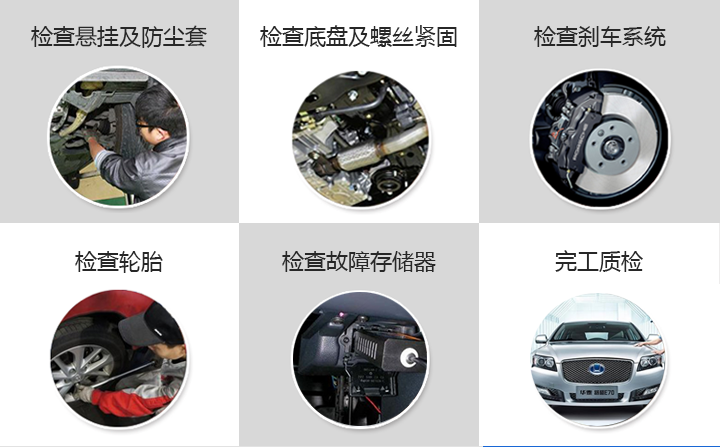 检查悬挂及防尘套
检查底盘及螺丝紧固
检查刹车系统
检查轮胎
检查故障存储器
完工质检